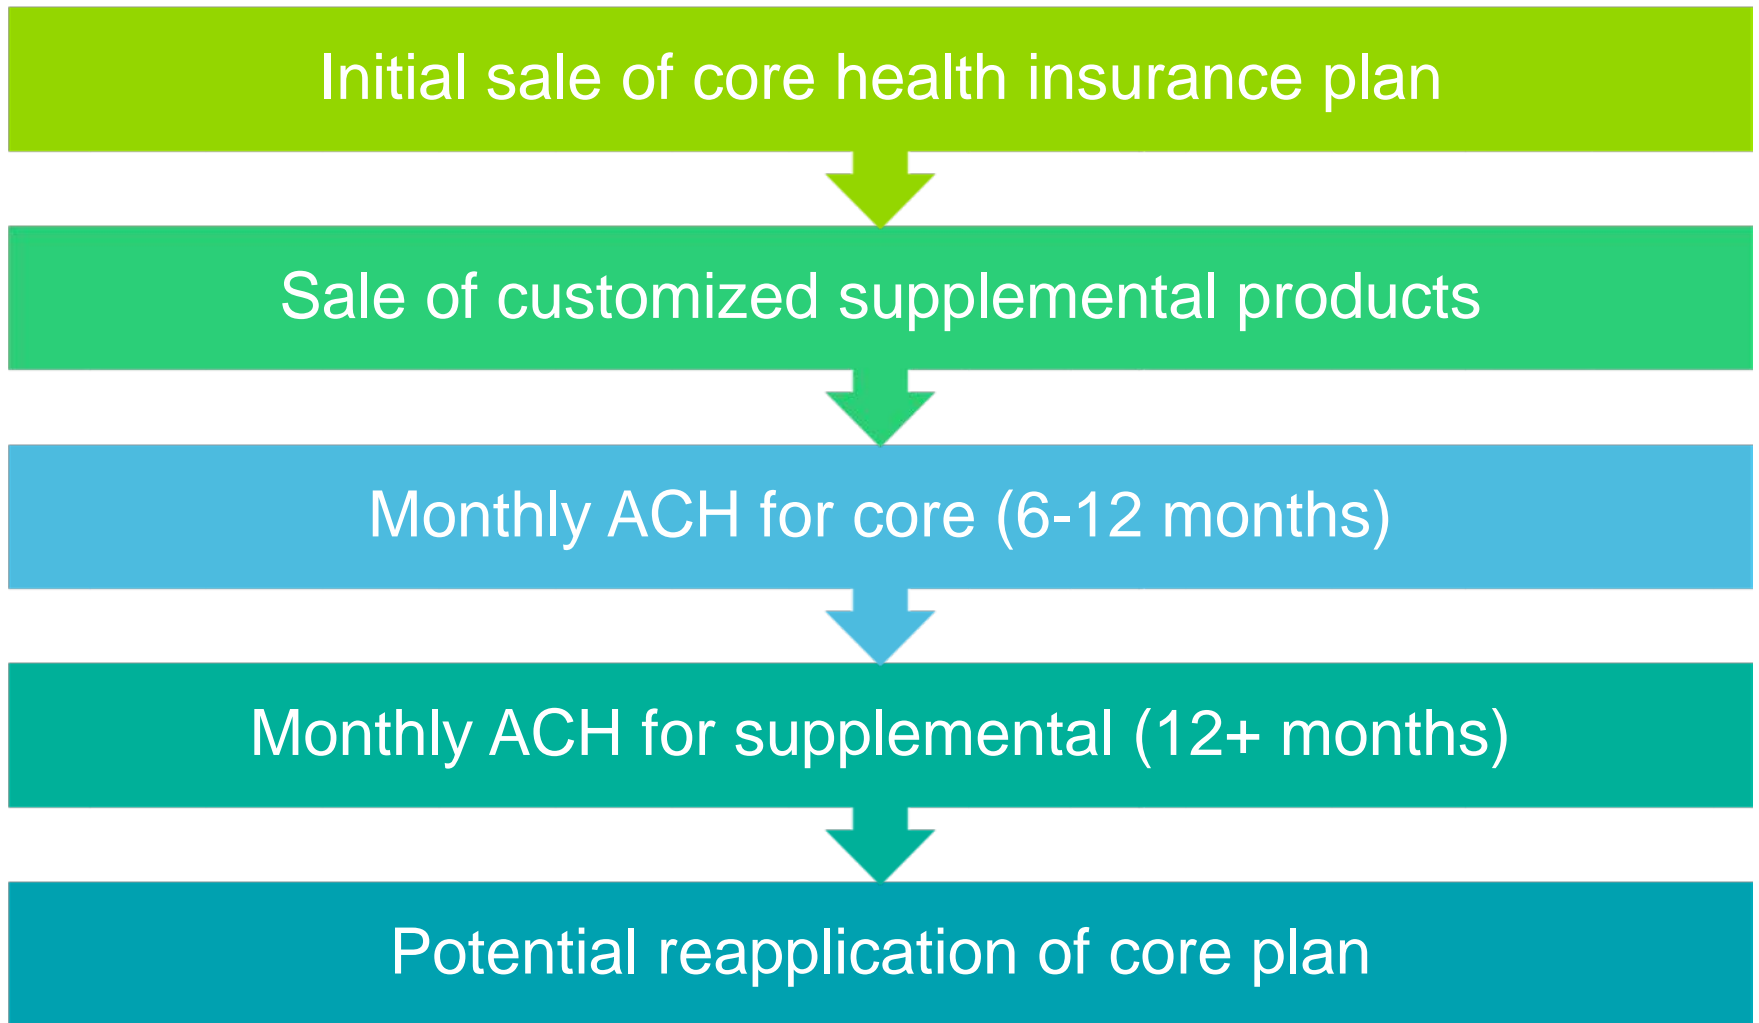 Initial sale of core health insurance plan
Sale of customized supplemental products
Monthly ACH for core (6-12 months)
Monthly ACH for supplemental (12+ months)
Potential reapplication of core plan